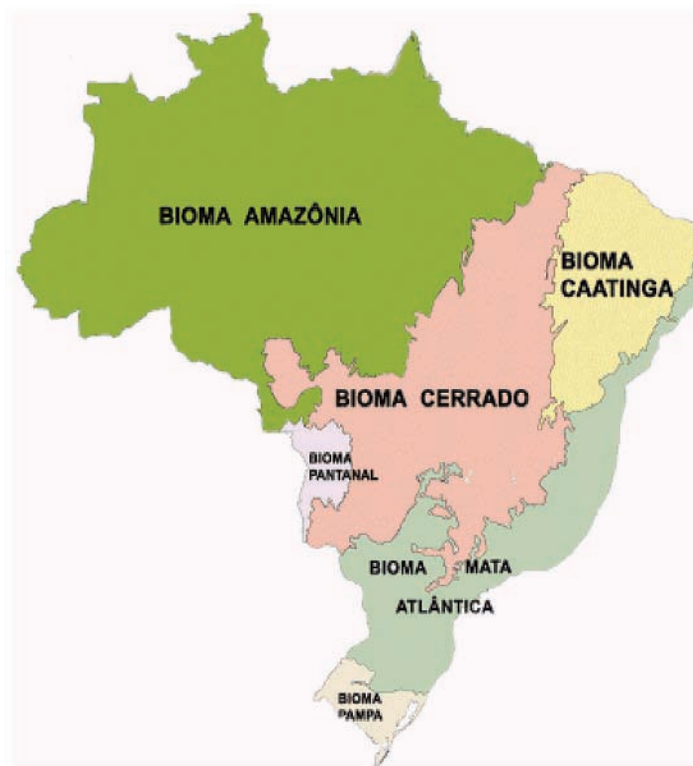 BIOMA AMAZÔNIA
BIOMA
CAATINGA
BIOMA CERRADO
BIOMA
PANTANAL
BIOMA MATA
ATLÂNTICA
BIOMA
PAMPA